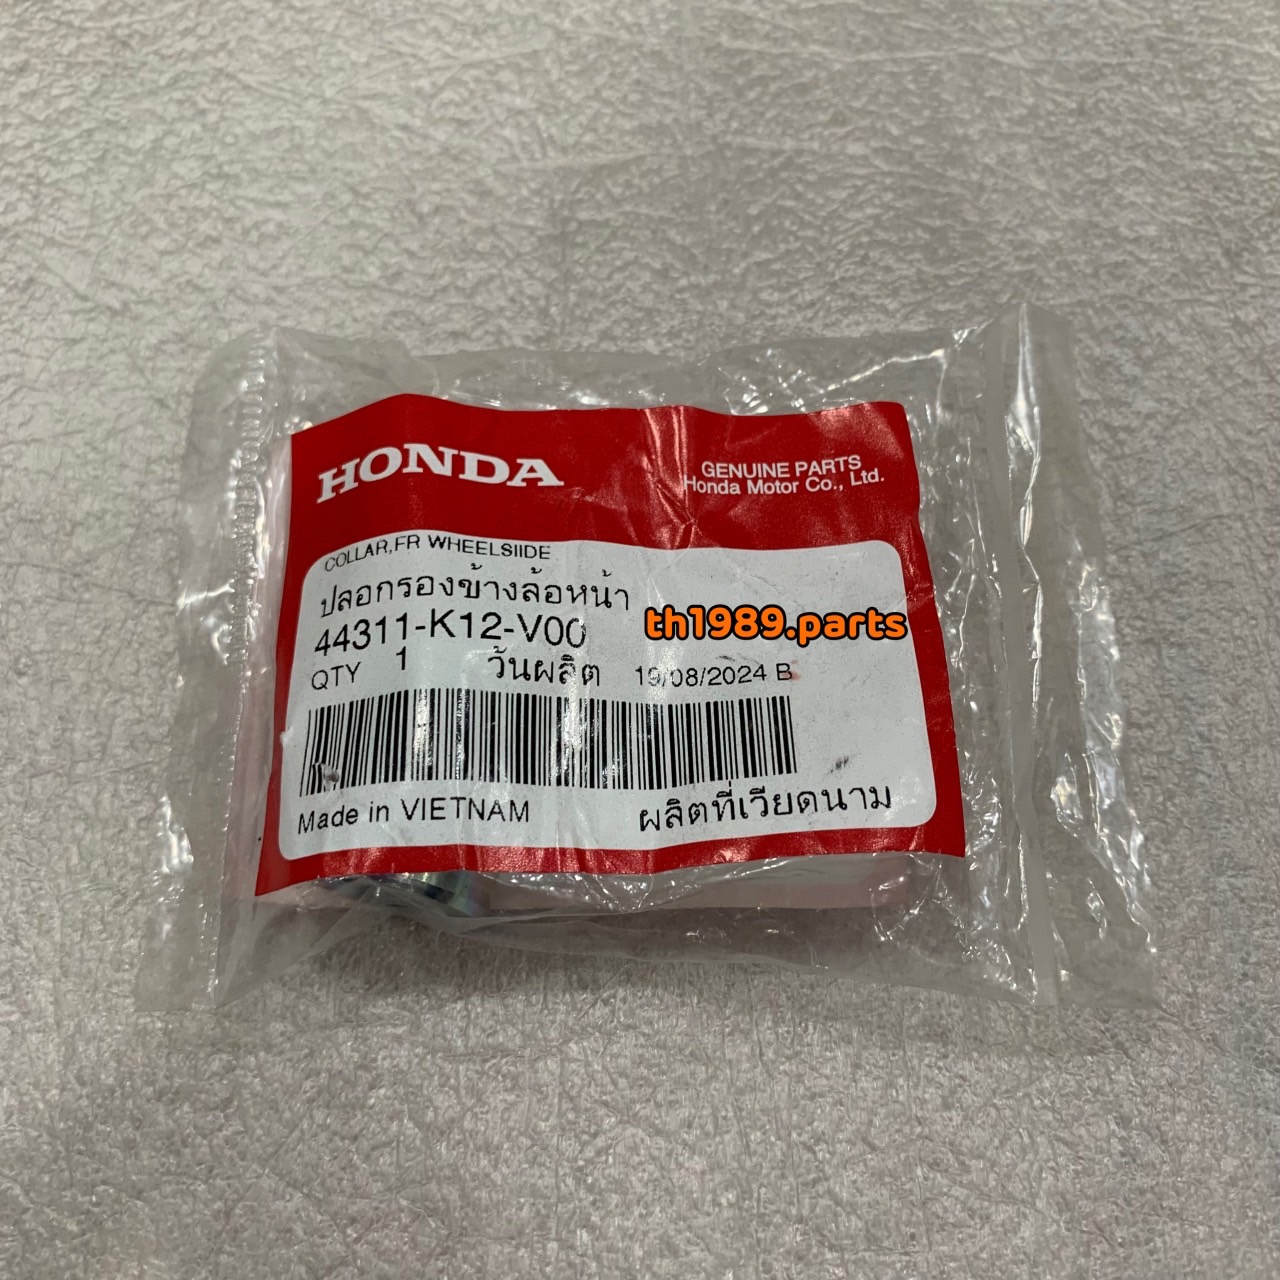 HONDA
GENUINE PARTS
Honda Motor Co., Ltd.
COLLAR,FR WHEELSIIDE
ปลอกรองข้างล้อหน้า
44311-K12-V00
th1989.parts
QTY 1 วันผลิต 19/08/2024 B
Made in VIETNAM ผลิตที่เวียดนาม